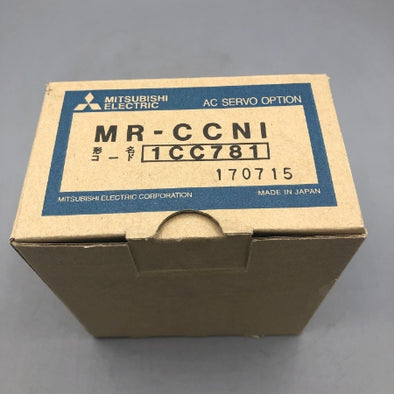 MITSUBISHI
ELECTRIC
AC SERVO OPTION
MR-CCN1
形名
コード 1CC781
170715
MITSUBISHI ELECTRIC CORPORATION
MADE IN JAPAN